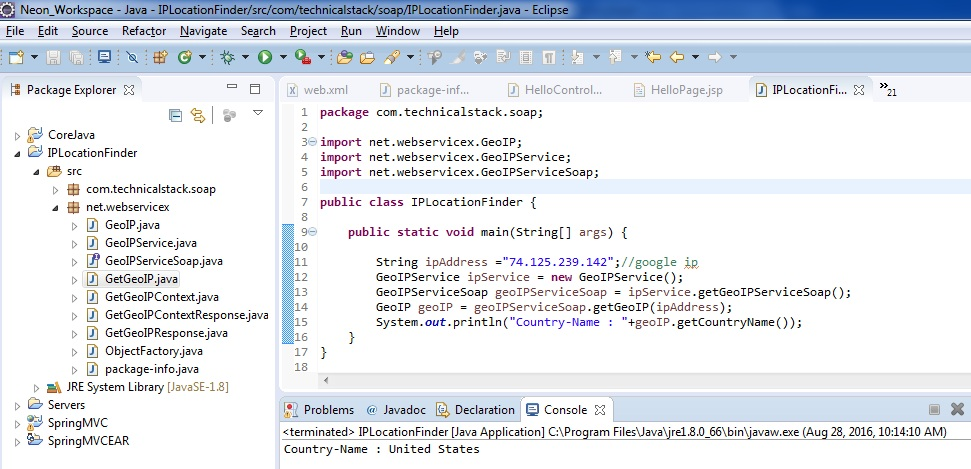 Neon_Workspace - Java - IPLocationFinder/src/com/technicalstack/soap/IPLocationFinder.java - Eclipse
File Edit Source Refactor Navigate Search Project Run Window Help
Package Explorer
CoreJava
IPLocationFinder
src
com.technicalstack.soap
net.webservicex
GeoIP.java
GeoIPService.java
GeoIPServiceSoap.java
GetGeoIP.java
GetGeoIPContext.java
GetGeoIPContextResponse.java
GetGeoIPResponse.java
ObjectFactory.java
package-info.java
JRE System Library [JavaSE-1.8]
Servers
SpringMVC
SpringMVCEAR
web.xml package-inf... HelloControl... HelloPage.jsp IPLocationFi... »21
1 package com.technicalstack.soap;
2
3 import net.webservicex.GeoIP;
4 import net.webservicex.GeoIPService;
5 import net.webservicex.GeoIPServiceSoap;
6
7 public class IPLocationFinder {
8
9 public static void main(String[] args) {
10
11 String ipAddress ="74.125.239.142";//google ip
12 GeoIPService ipService = new GeoIPService();
13 GeoIPServiceSoap geoIPServiceSoap = ipService.getGeoIPServiceSoap();
14 GeoIP geoIP = geoIPServiceSoap.getGeoIP(ipAddress);
15 System.out.println("Country-Name : "+geoIP.getCountryName());
16 }
17 }
18
Problems @ Javadoc Declaration Console
<terminated> IPLocationFinder [Java Application] C:\Program Files\Java\jre1.8.0_66\bin\javaw.exe (Aug 28, 2016, 10:14:10 AM)
Country-Name : United States